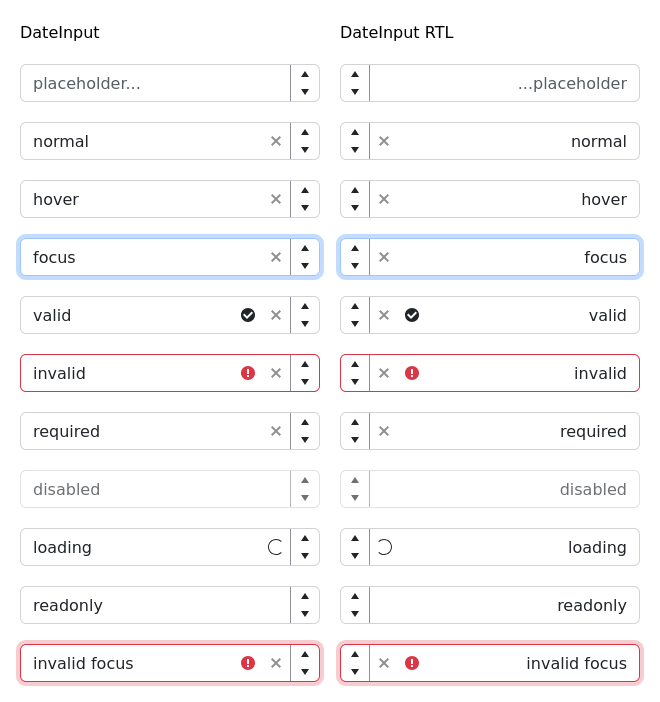 DateInput
DateInput RTL
placeholder...
...placeholder
normal
normal
hover
hover
focus
focus
valid
valid
invalid
invalid
required
required
disabled
disabled
loading
loading
readonly
readonly
invalid focus
invalid focus